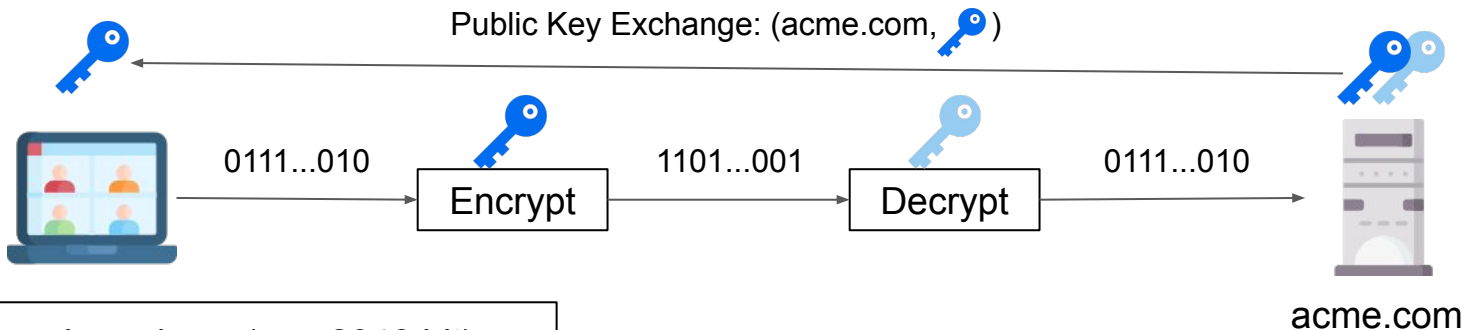 Public Key Exchange: (acme.com, )
0111...010
1101...001
0111...010
Encrypt
Decrypt
acme.com